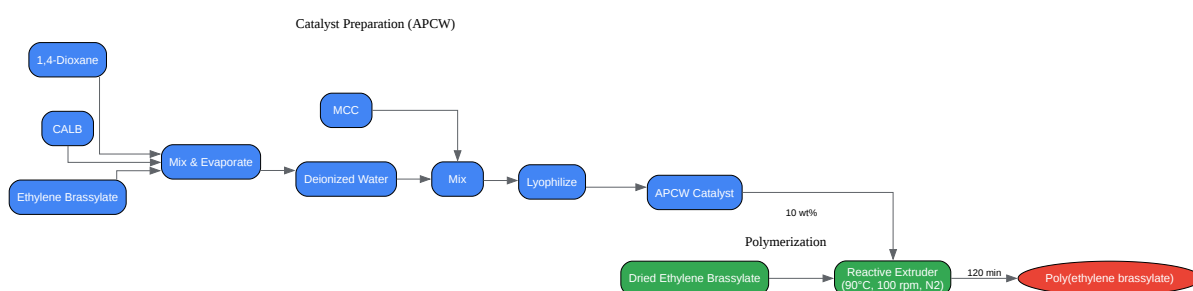 Catalyst Preparation (APCW)
1,4-Dioxane
CALB
Ethylene Brassylate
Mix & Evaporate
Deionized Water
MCC
Mix
Lyophilize
APCW Catalyst
10 wt%
Polymerization
Dried Ethylene Brassylate
Reactive Extruder
(90°C, 100 rpm, N2)
120 min
Poly(ethylene brassylate)